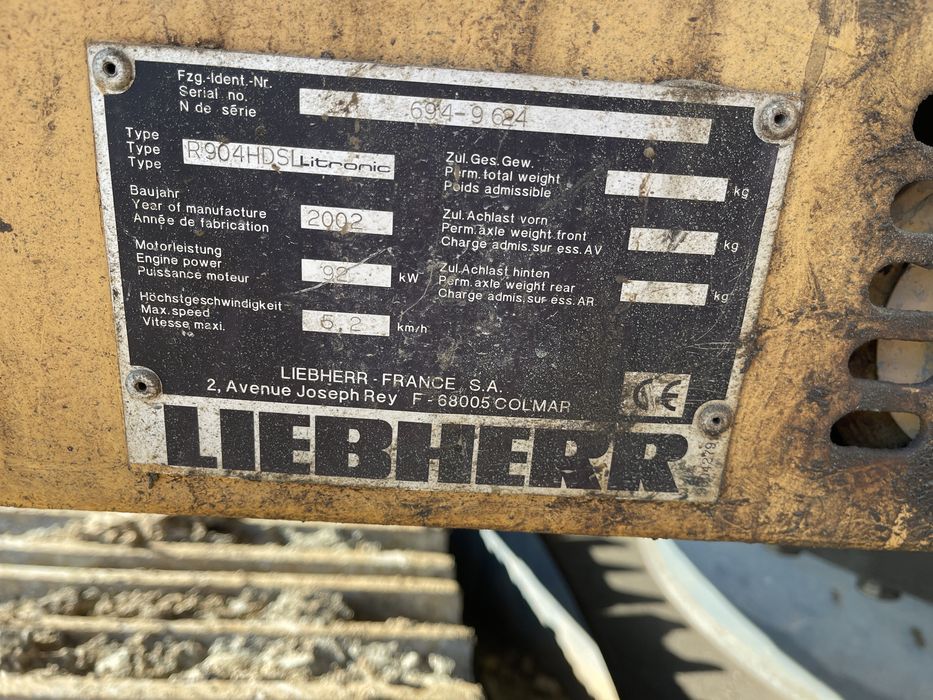 Fzg.-Ident.-Nr.
Serial no.
N de série
694-9684
Type
Type
Type
R904HDSL Litronic
Baujahr
Year of manufacture
Année de fabrication
2002
Motorleistung
Engine power
Puissance moteur
92 kW
Höchstgeschwindigkeit
Max. speed
Vitesse maxi.
5.2 km/h
Zul. Ges. Gew.
Perm. total weight
Poids admissible
kg
Zul. Achlast vorn
Perm. axle weight front
Charge admis. sur ess. AV
kg
Zul. Achlast hinten
Perm. axle weight rear
Charge admis. sur ess. AR
kg
LIEBHERR - FRANCE, S.A.
2, Avenue Joseph Rey F - 68005 COLMAR
CE
LIEBHERR